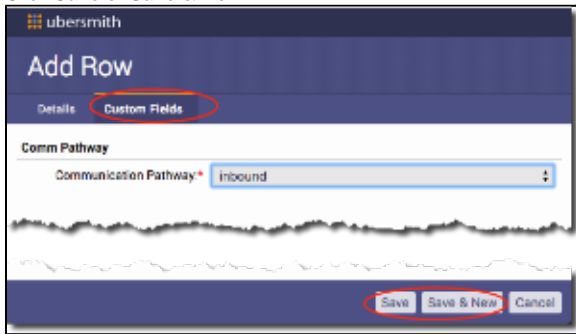 ubersmith
Add Row
Details Custom Fields
Comm Pathway
Communication Pathway:* inbound
Save Save & New Cancel